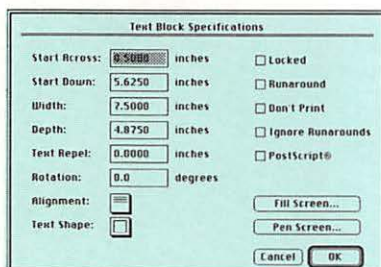 Text Block Specifications
Start Across: 0.5000 inches
Start Down: 5.6250 inches
Width: 7.5000 inches
Depth: 4.8750 inches
Text Repel: 0.0000 inches
Rotation: 0.0 degrees
Alignment:
Text Shape:
Locked
Runaround
Don't Print
Ignore Runarounds
PostScript®
Fill Screen...
Pen Screen...
Cancel OK